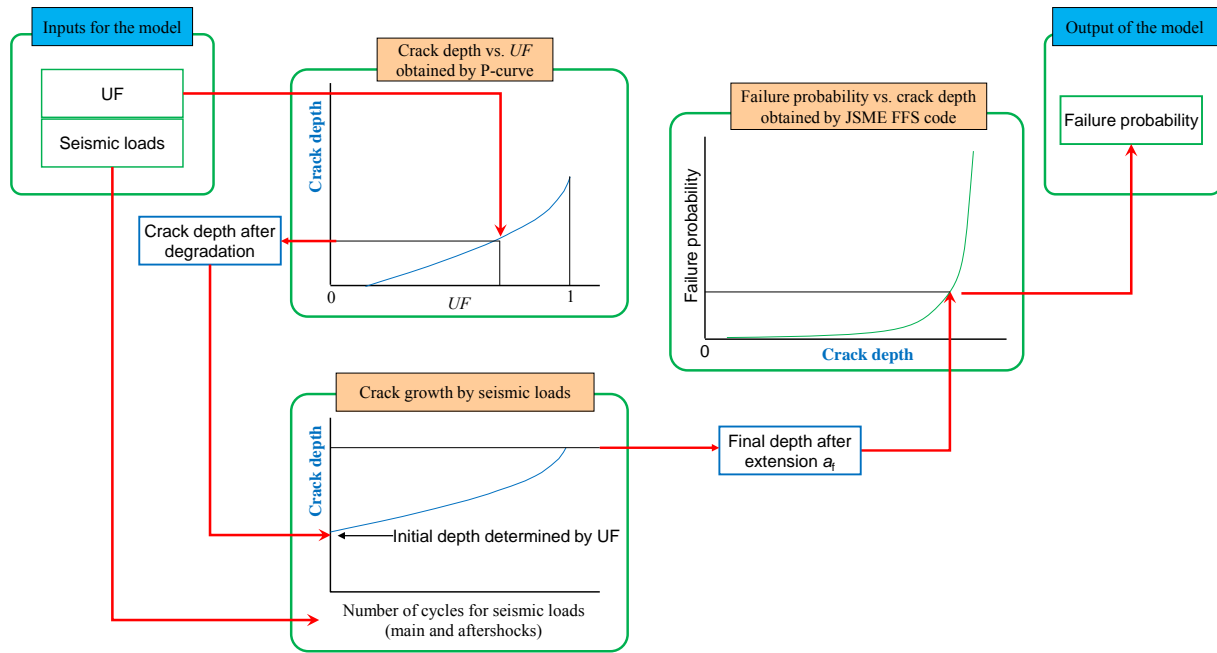 Inputs for the model
UF
Seismic loads
Crack depth vs. UF
obtained by P-curve
Crack depth
0
UF
1
Crack depth after
degradation
Crack growth by seismic loads
Crack depth
Initial depth determined by UF
Number of cycles for seismic loads
(main and aftershocks)
Final depth after
extension af
Failure probability vs. crack depth
obtained by JSME FFS code
Failure probability
0
Crack depth
Output of the model
Failure probability